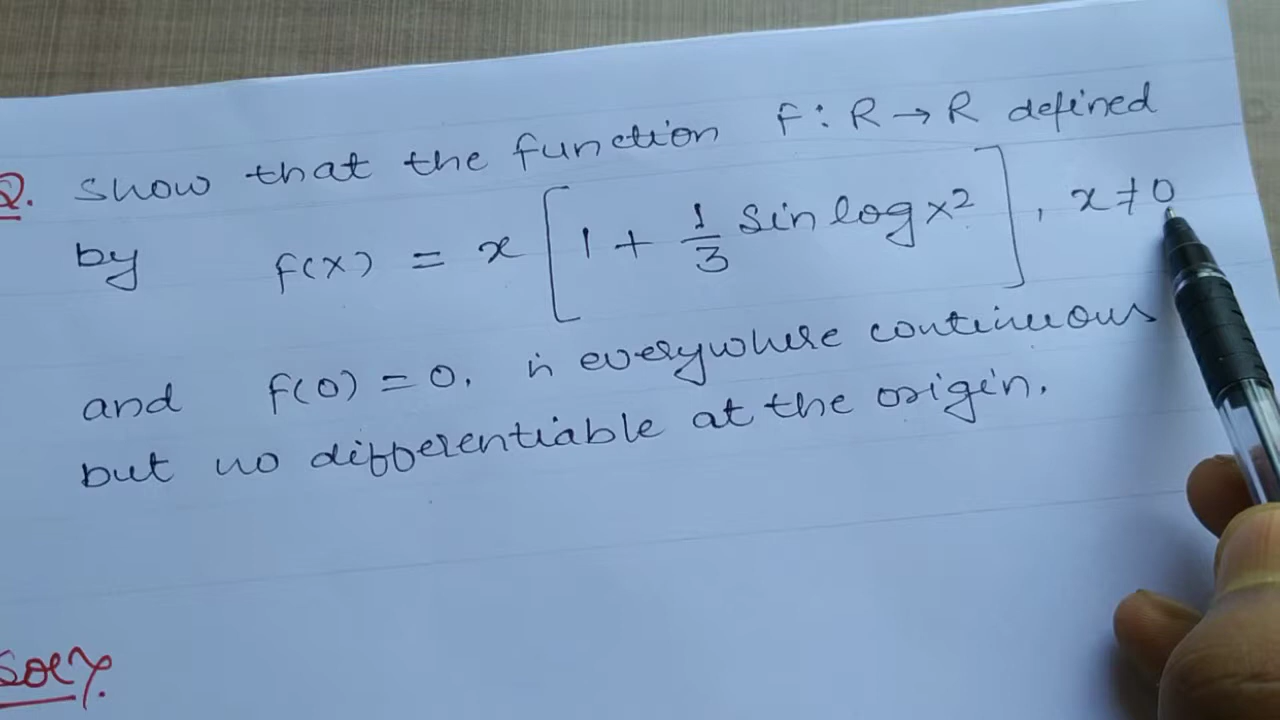 Q. Show that the function f : R → R defined
by f(x) = x [ 1 + 1/3 sin log x² ] , x ≠ 0
and f(0) = 0. is everywhere continuous
but no differentiable at the origin.
Soln.